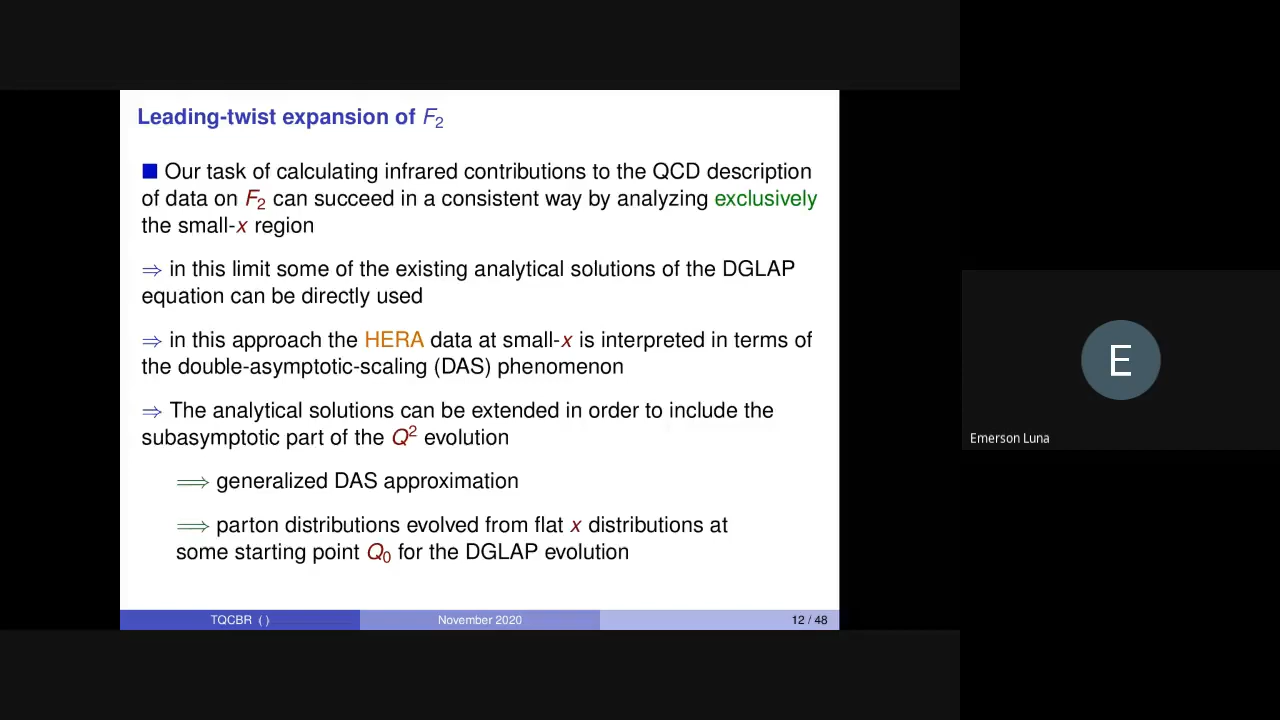 Leading-twist expansion of F₂
■ Our task of calculating infrared contributions to the QCD description
of data on F₂ can succeed in a consistent way by analyzing exclusively
the small-x region
⇒ in this limit some of the existing analytical solutions of the DGLAP
equation can be directly used
⇒ in this approach the HERA data at small-x is interpreted in terms of
the double-asymptotic-scaling (DAS) phenomenon
⇒ The analytical solutions can be extended in order to include the
subasymptotic part of the Q² evolution
⟹ generalized DAS approximation
⟹ parton distributions evolved from flat x distributions at
some starting point Q₀ for the DGLAP evolution
TQCBR ( ) November 2020 12 / 48
E
Emerson Luna